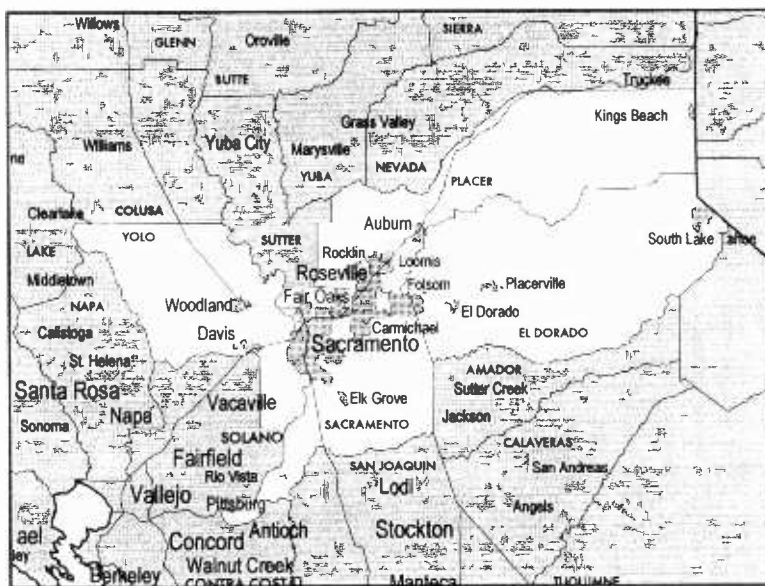 Willows
GLENN
Oroville
SIERRA
BUTTE
Truckee
Kings Beach
Grass Valley
Yuba City
Marysville
Williams
YUBA
NEVADA
PLACER
Clearlake
COLUSA
Auburn
YOLO
SUTTER
South Lake Tahoe
LAKE
Rocklin
Loomis
Middletown
Roseville
Folsom
Placerville
NAPA
Woodland
Fair Oaks
El Dorado
Calistoga
Davis
Carmichael
EL DORADO
St. Helena
Sacramento
AMADOR
Santa Rosa
Vacaville
Sutter Creek
Napa
Elk Grove
Jackson
Sonoma
SOLANO
SACRAMENTO
CALAVERAS
Fairfield
SAN JOAQUIN
San Andreas
Rio Vista
Lodi
Vallejo
Pittsburg
Angels
ael
Antioch
Stockton
Concord
Walnut Creek
Berkeley
CONTRA COSTA
Manteca
TUOLUMNE